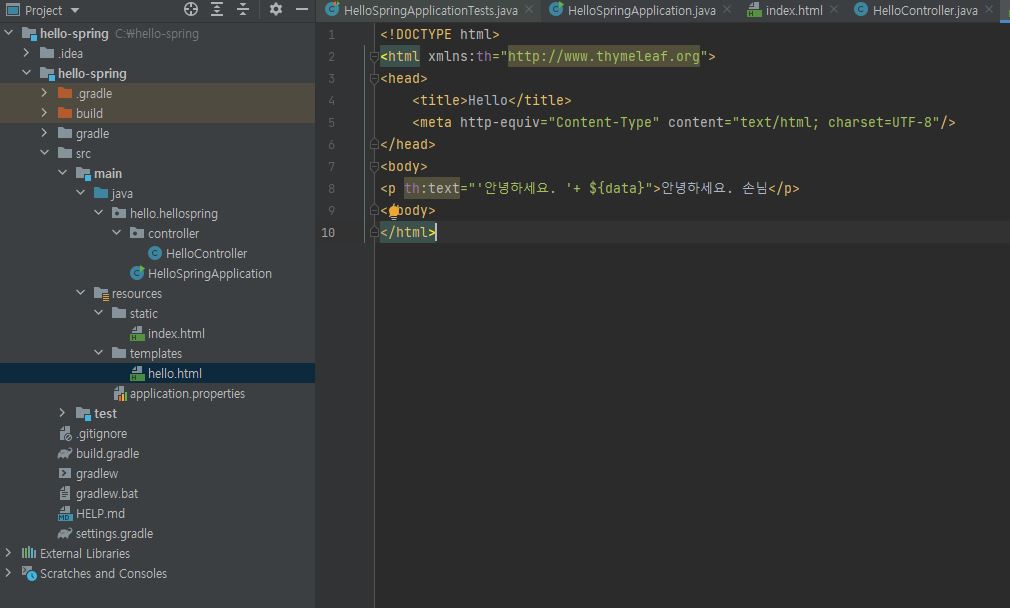 Project
HelloSpringApplicationTests.java
HelloSpringApplication.java
index.html
HelloController.java
hello-spring C:₩hello-spring
.idea
hello-spring
.gradle
build
gradle
src
main
java
hello.hellospring
controller
HelloController
HelloSpringApplication
resources
static
index.html
templates
hello.html
application.properties
test
.gitignore
build.gradle
gradlew
gradlew.bat
HELP.md
settings.gradle
External Libraries
Scratches and Consoles
1 <!DOCTYPE html>
2 <html xmlns:th="http://www.thymeleaf.org">
3 <head>
4 <title>Hello</title>
5 <meta http-equiv="Content-Type" content="text/html; charset=UTF-8"/>
6 </head>
7 <body>
8 <p th:text="'안녕하세요. '+ ${data}">안녕하세요. 손님</p>
9 </body>
10 </html>